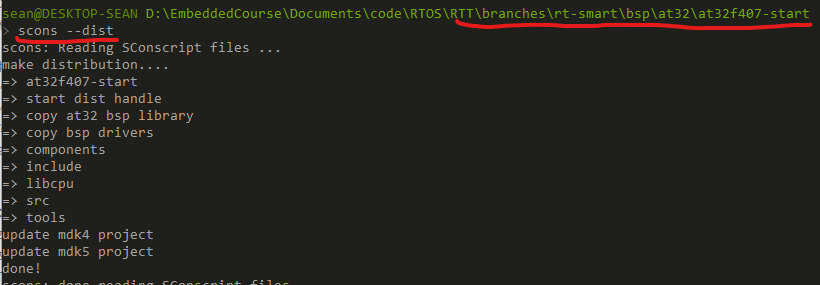 sean@DESKTOP-SEAN D:\EmbeddedCourse\Documents\code\RTOS\RTT\branches\rt-smart\bsp\at32\at32f407-start
> scons --dist
scons: Reading SConscript files ...
make distribution....
=> at32f407-start
=> start dist handle
=> copy at32 bsp library
=> copy bsp drivers
=> components
=> include
=> libcpu
=> src
=> tools
update mdk4 project
update mdk5 project
done!
scons: done reading SConscript files